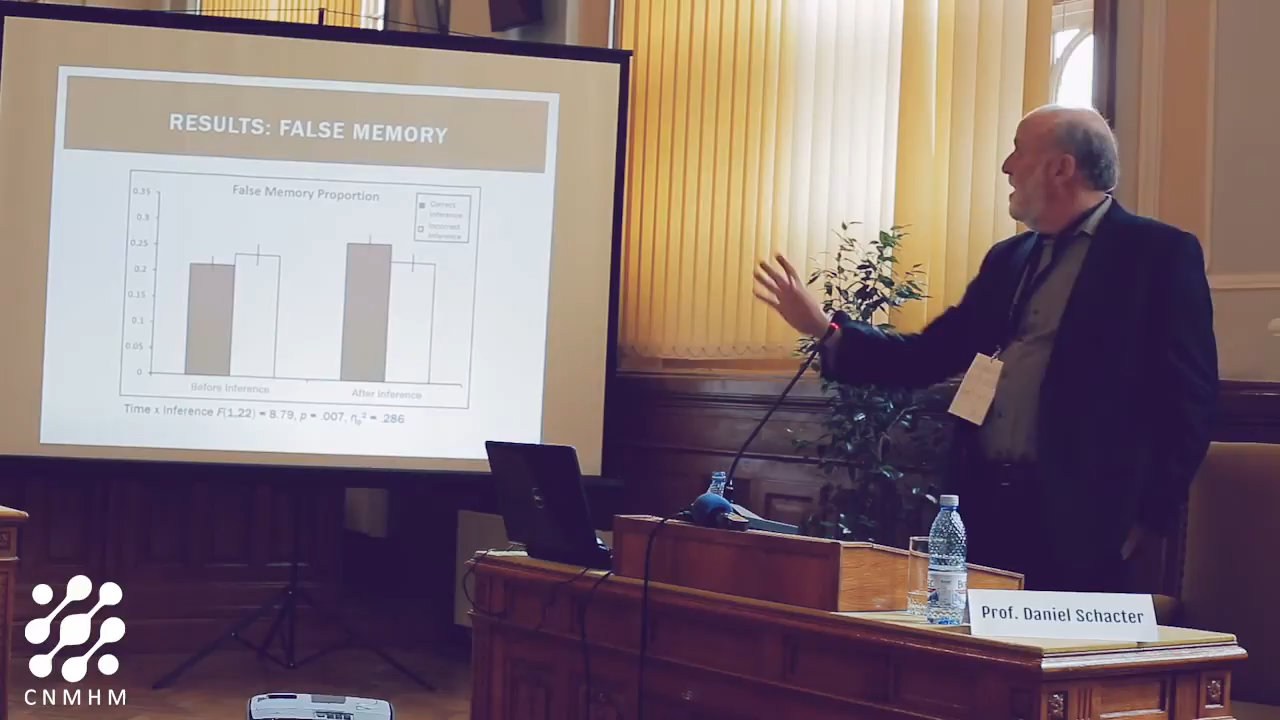 RESULTS: FALSE MEMORY
False Memory Proportion
Correct
Inference
Incorrect
Inference
0.35
0.3
0.25
0.2
0.15
0.1
0.05
0
Before Inference
After Inference
Time x Inference F(1,22) = 8.79, p = .007, ηp² = .286
Prof. Daniel Schacter
CNMHM